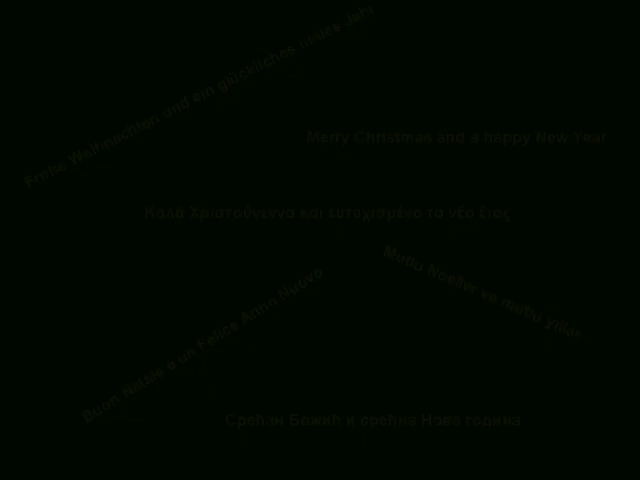 Frohe Weihnachten und ein glückliches neues Jahr
Merry Christmas and a happy New Year
Καλά Χριστούγεννα και ευτυχισμένο το νέο έτος
Mutlu Noeller ve mutlu yıllar
Buon Natale e un Felice Anno Nuovo
Срећан Божић и срећна Нова година